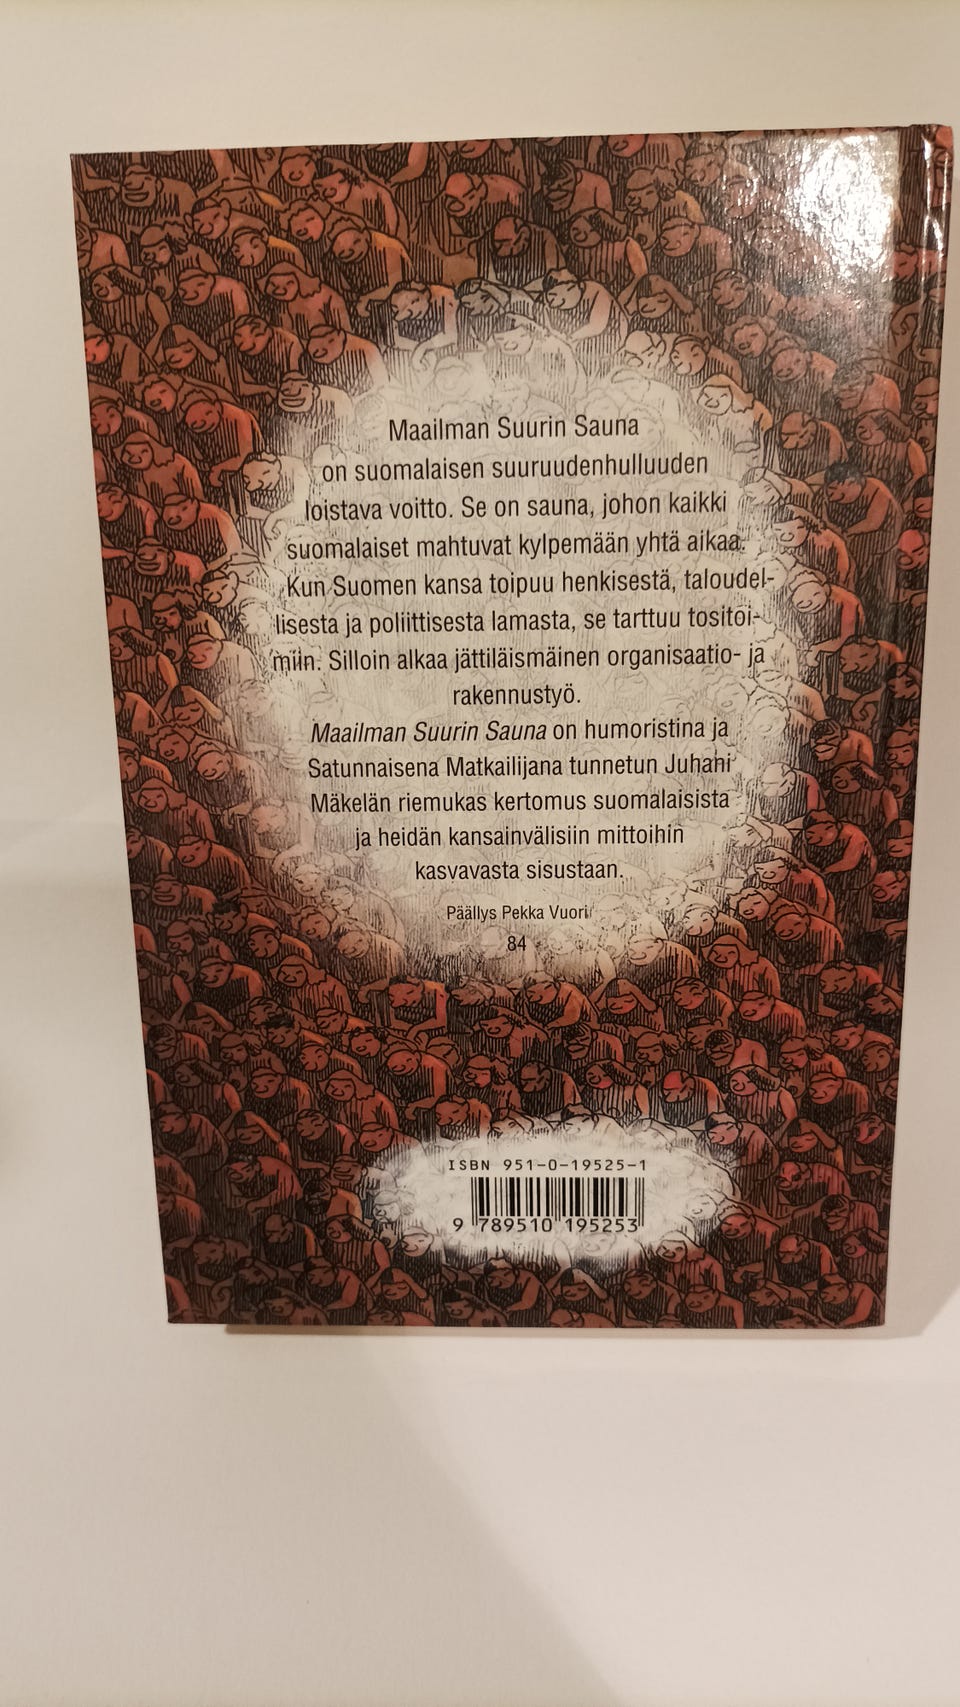 Maailman Suurin Sauna
on suomalaisen suuruudenhulluuden
loistava voitto. Se on sauna, johon kaikki
suomalaiset mahtuvat kylpemään yhtä aikaa.
Kun Suomen kansa toipuu henkisestä, taloudel-
lisesta ja poliittisesta lamasta, se tarttuu tositoi-
miin. Silloin alkaa jättiläismäinen organisaatio- ja
rakennustyö.
Maailman Suurin Sauna on humoristina ja
Satunnaisena Matkailijana tunnetun Juhani
Mäkelän riemukas kertomus suomalaisista
ja heidän kansainvälisiin mittoihin
kasvavasta sisustaan.
Päällys Pekka Vuori
84
ISBN 951-0-19525-1
9 789510 195253